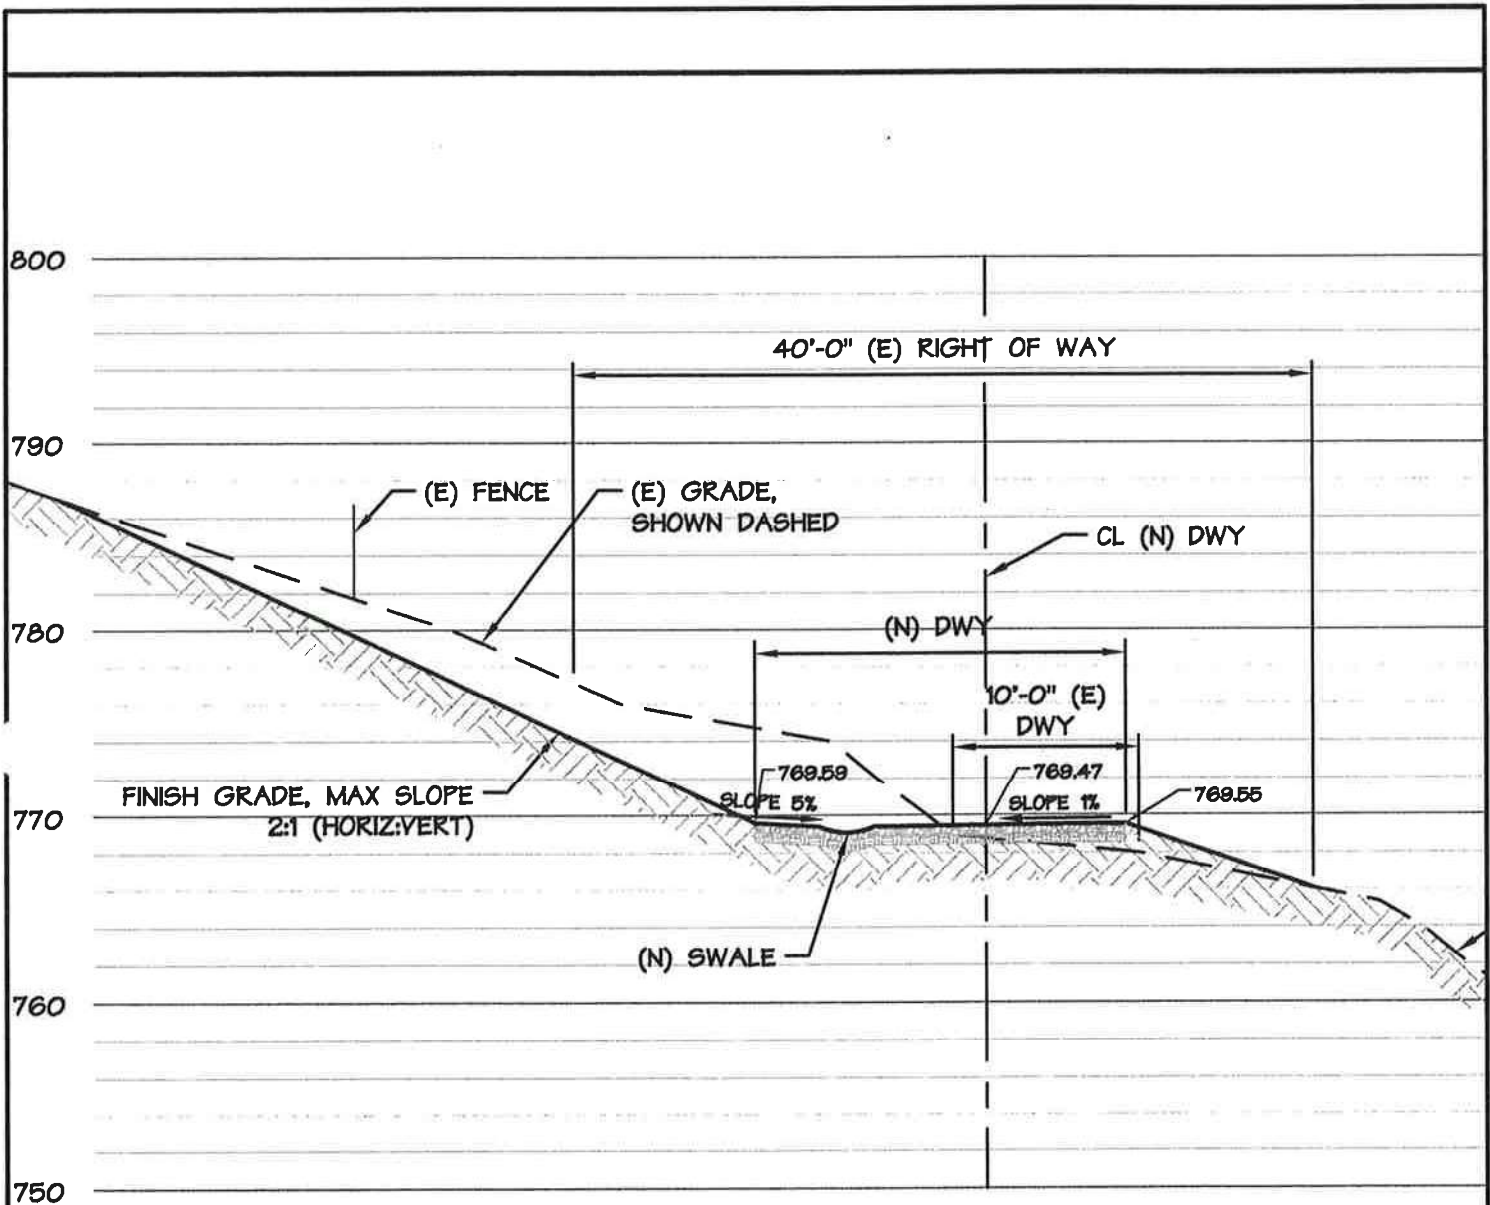 800
40'-0" (E) RIGHT OF WAY
790
(E) FENCE
(E) GRADE,
SHOWN DASHED
CL (N) DWY
780
(N) DWY
10'-0" (E)
DWY
769.59
769.47
769.55
SLOPE 5%
SLOPE 1%
FINISH GRADE, MAX SLOPE
2:1 (HORIZ:VERT)
770
(N) SWALE
760
750